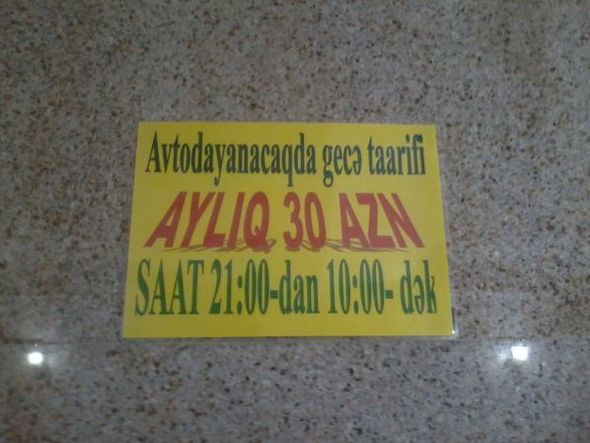 Avtodayanacaqda gecə taarifi
AYLIQ 30 AZN
SAAT 21:00-dan 10:00- dək